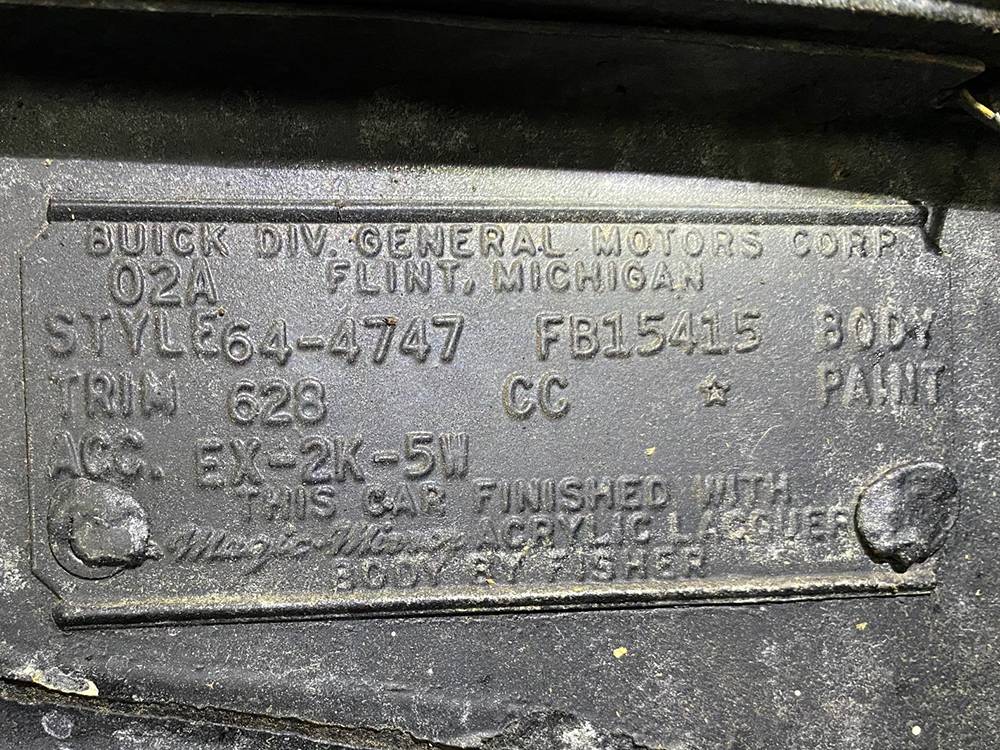 BUICK DIV. GENERAL MOTORS CORP.
02A FLINT, MICHIGAN
STYLE 64-4747 FB15415 BODY
TRIM 628 CC ☆ PAINT
ACC. EX-2K-5W
THIS CAR FINISHED WITH
Magic-Mirror ACRYLIC LACQUER
BODY BY FISHER